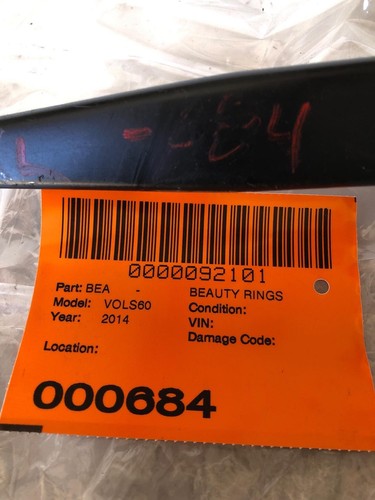 0000092101
Part: BEA - BEAUTY RINGS
Model: VOLS60 Condition:
Year: 2014 VIN:
Damage Code:
Location:
000684